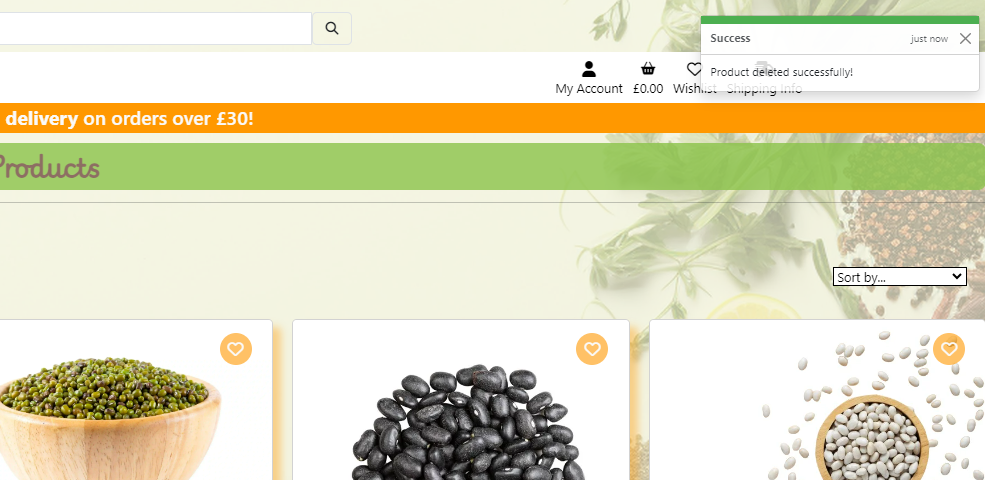 Success just now
Product deleted successfully!
My Account £0.00 Wishlist Shipping Info
delivery on orders over £30!
Products
Sort by...